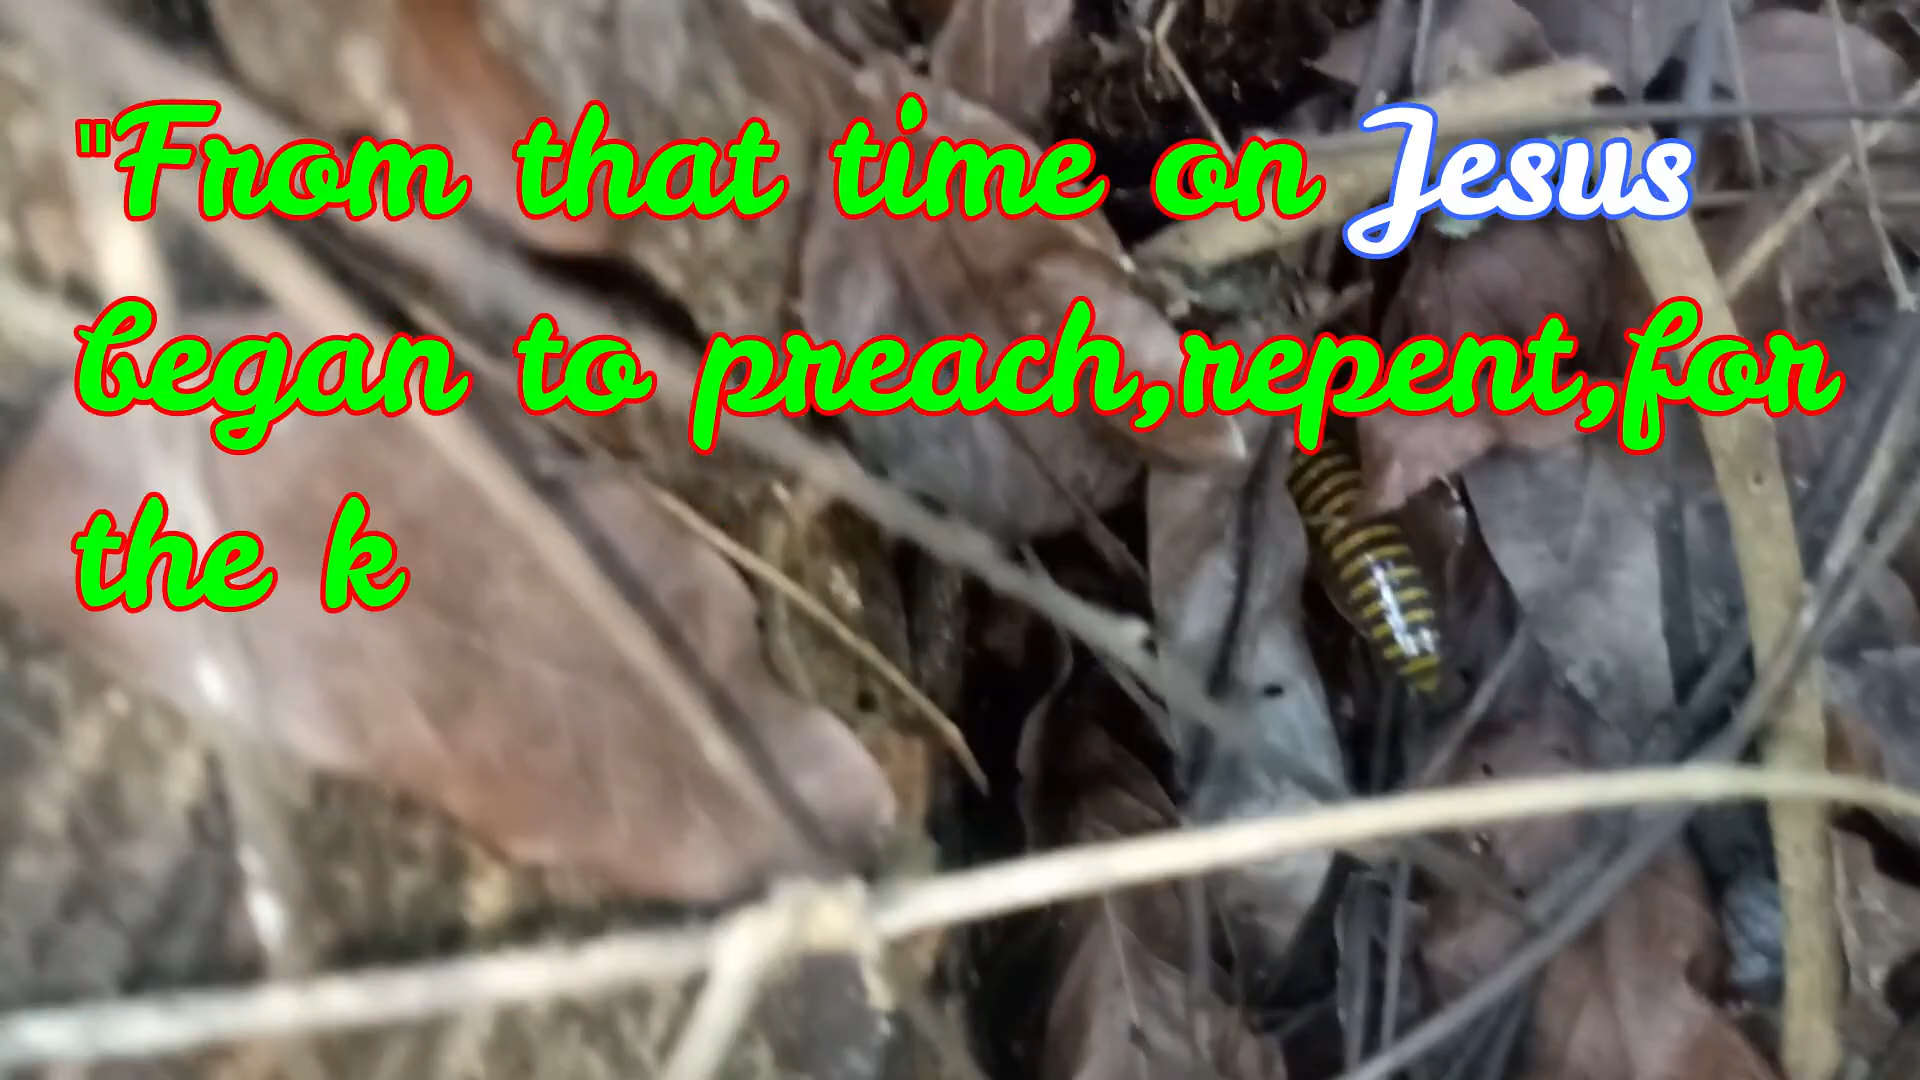 "From that time on Jesus
began to preach,repent,for
the k